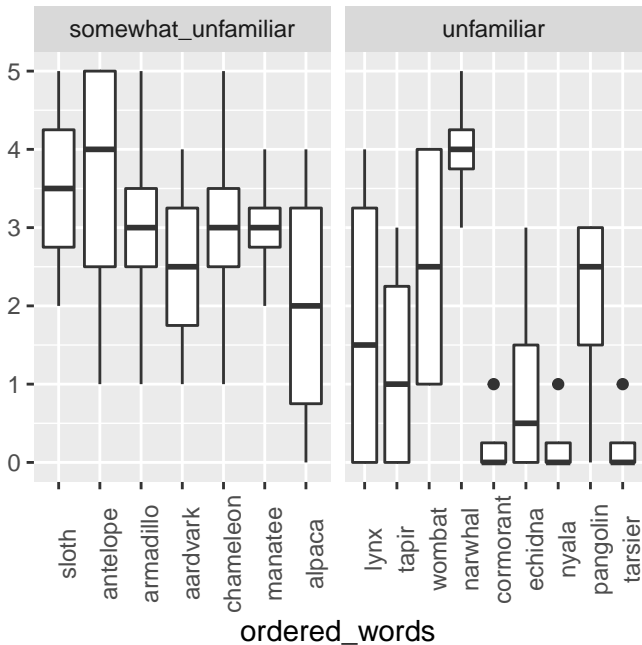 somewhat_unfamiliar
unfamiliar
5
4
3
2
1
0
sloth
antelope
armadillo
aardvark
chameleon
manatee
alpaca
lynx
tapir
wombat
narwhal
cormorant
echidna
nyala
pangolin
tarsier
ordered_words